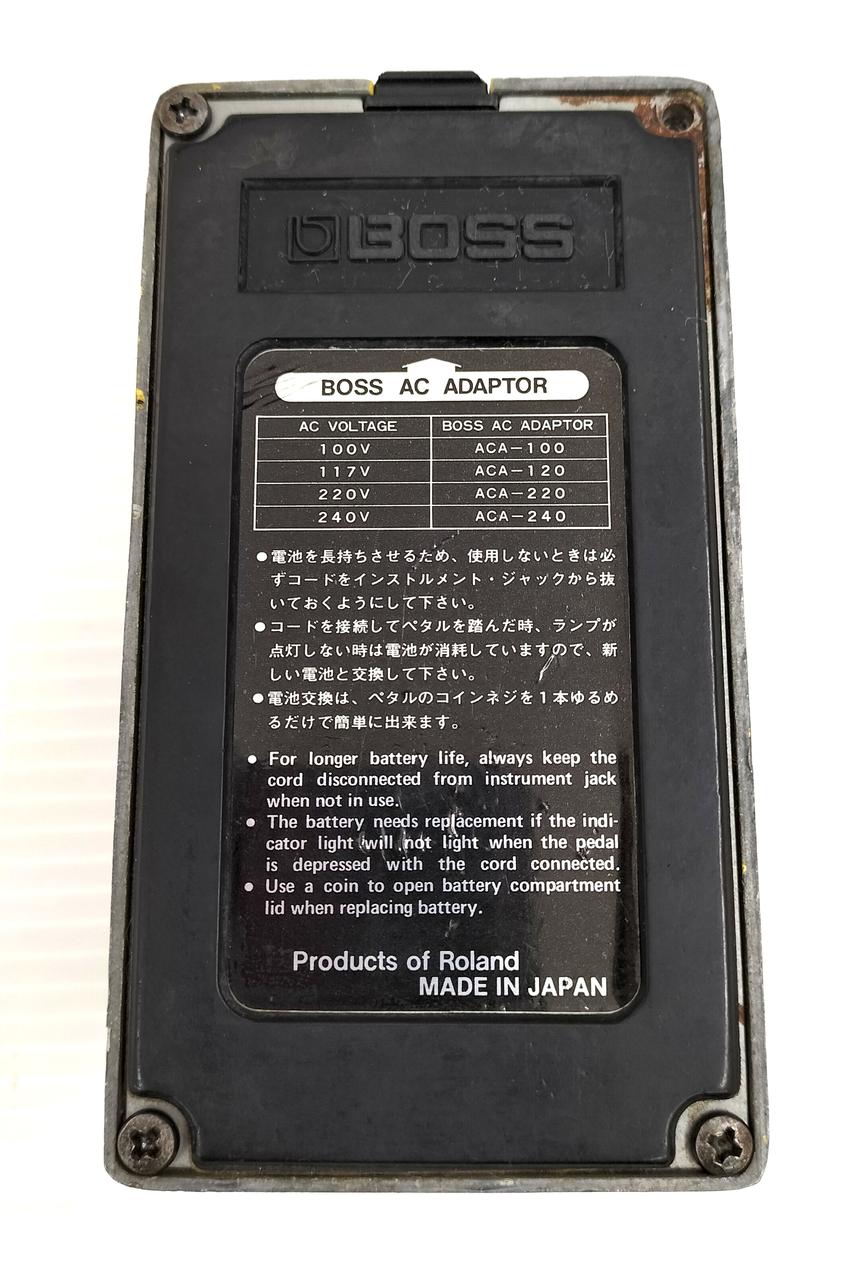 BOSS
BOSS AC ADAPTOR
AC VOLTAGE BOSS AC ADAPTOR
100V ACA-100
117V ACA-120
220V ACA-220
240V ACA-240
●電池を長持ちさせるため、使用しないときは必
ずコードをインストルメント・ジャックから抜
いておくようにして下さい。
●コードを接続してペタルを踏んだ時、ランプが
点灯しない時は電池が消耗していますので、新
しい電池と交換して下さい。
●電池交換は、ペタルのコインネジを1本ゆるめ
るだけで簡単に出来ます。
● For longer battery life, always keep the
cord disconnected from instrument jack
when not in use.
● The battery needs replacement if the indi-
cator light will not light when the pedal
is depressed with the cord connected.
● Use a coin to open battery compartment
lid when replacing battery.
Products of Roland
MADE IN JAPAN